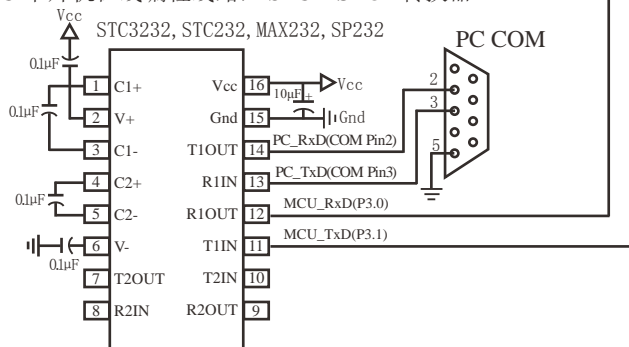 Vcc
STC3232, STC232, MAX232, SP232
PC COM
0.1μF
0.1μF
1 C1+
2 V+
3 C1-
4 C2+
5 C2-
6 V-
7 T2OUT
8 R2IN
0.1μF
0.1μF
Vcc 16
Gnd 15
T1OUT 14
R1IN 13
R1OUT 12
T1IN 11
T2IN 10
R2OUT 9
Vcc
10μF +
Gnd
PC_RxD(COM Pin2)
PC_TxD(COM Pin3)
MCU_RxD(P3.0)
MCU_TxD(P3.1)
2
3
5